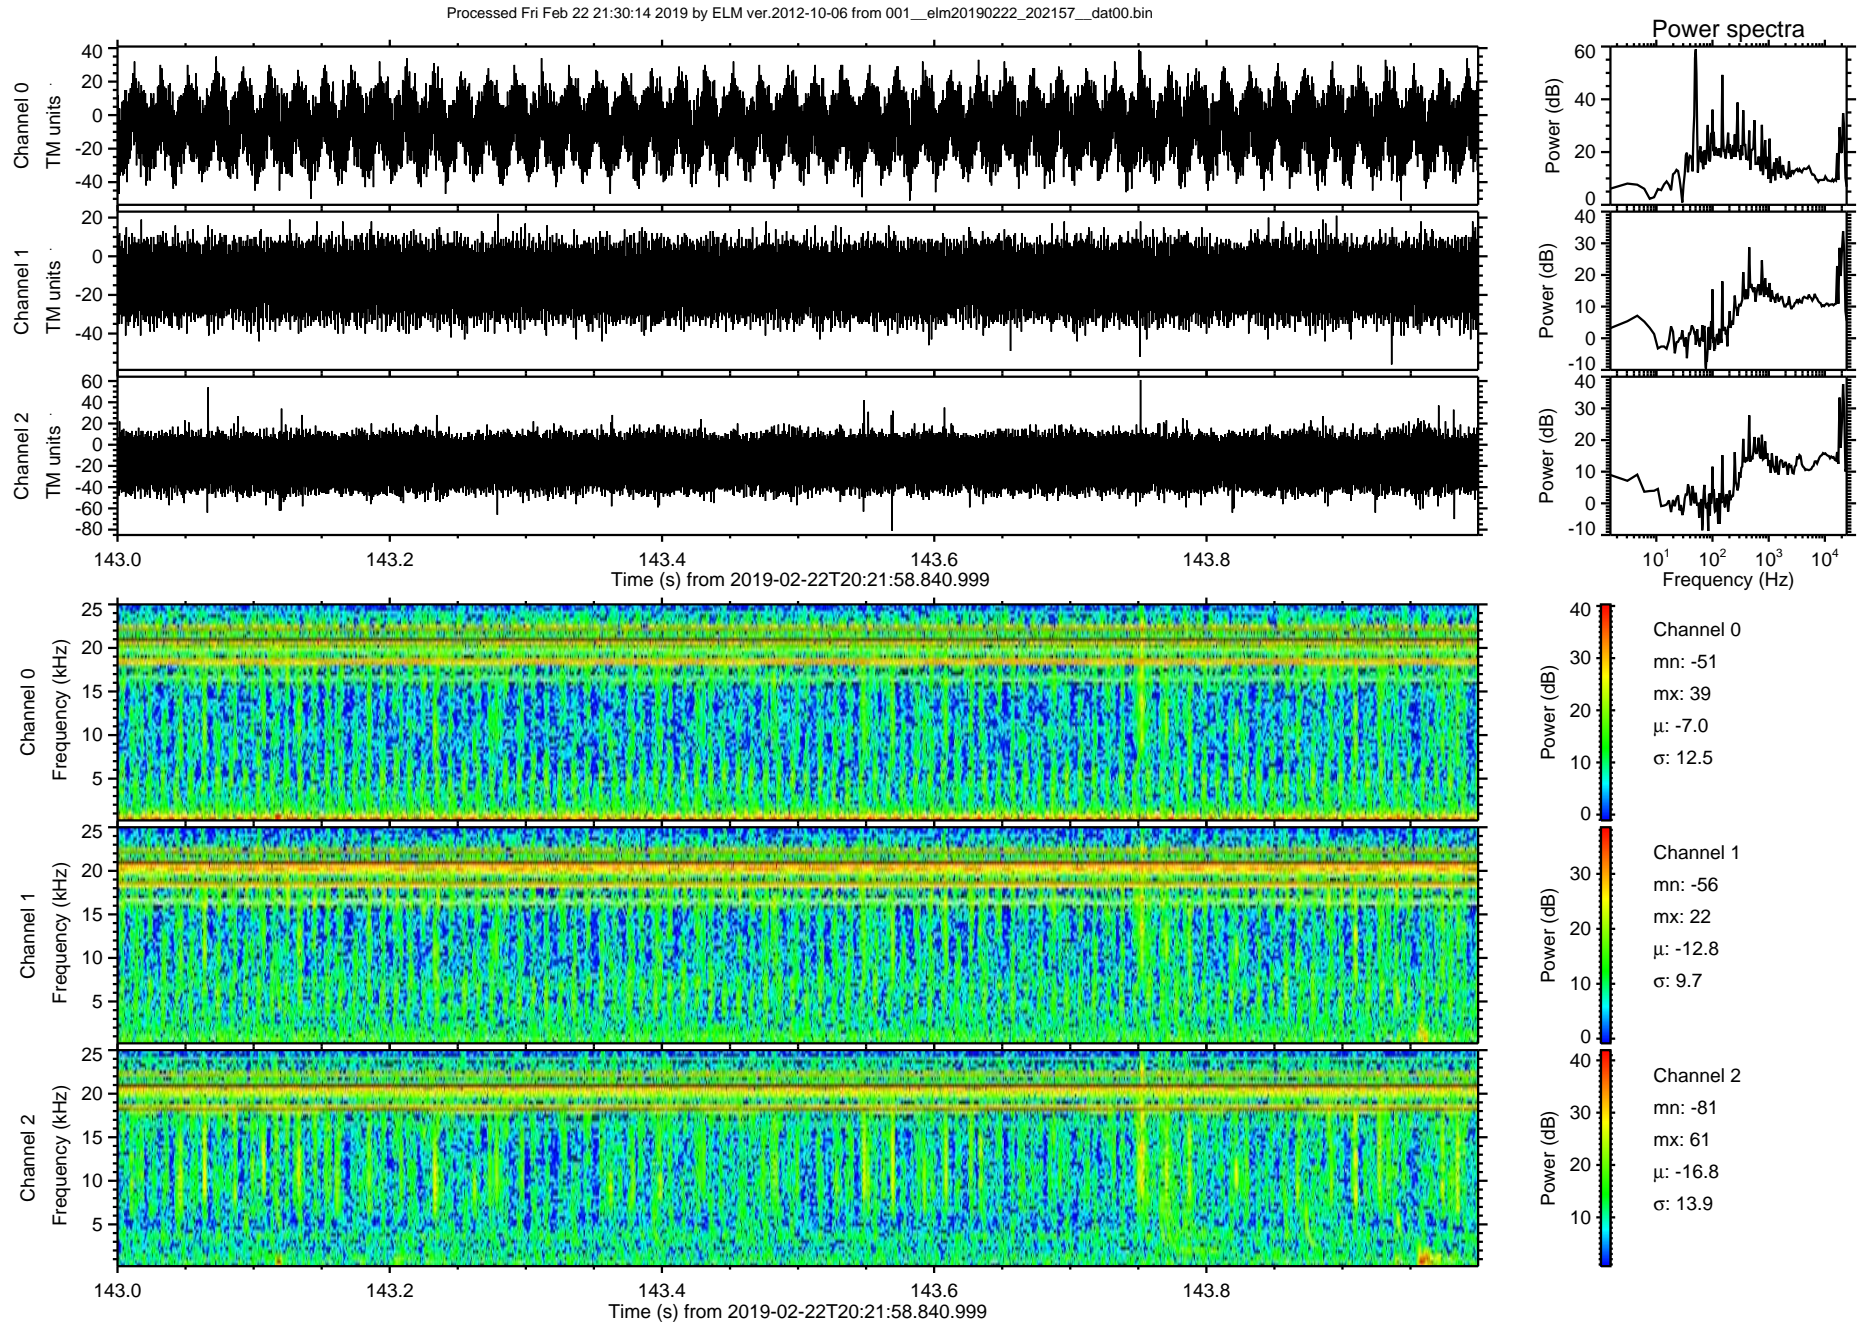 Processed Fri Feb 22 21:30:14 2019 by ELM ver.2012-10-06 from 001__elm20190222_202157__dat00.bin
Power spectra
Channel 0
TM units
40
20
0
-20
-40
Power (dB)
60
40
20
0
Channel 1
TM units
20
0
-20
-40
Power (dB)
40
30
20
10
0
-10
Channel 2
TM units
60
40
20
0
-20
-40
-60
-80
Power (dB)
40
30
20
10
0
-10
143.0 143.2 143.4 143.6 143.8
Time (s) from 2019-02-22T20:21:58.840.999
10^1 10^2 10^3 10^4
Frequency (Hz)
Channel 0
Frequency (kHz)
25
20
15
10
5
Power (dB)
40
30
20
10
0
Channel 0
mn: -51
mx: 39
μ: -7.0
σ: 12.5
Channel 1
Frequency (kHz)
25
20
15
10
5
Power (dB)
30
20
10
0
Channel 1
mn: -56
mx: 22
μ: -12.8
σ: 9.7
Channel 2
Frequency (kHz)
25
20
15
10
5
Power (dB)
40
30
20
10
Channel 2
mn: -81
mx: 61
μ: -16.8
σ: 13.9
143.0 143.2 143.4 143.6 143.8
Time (s) from 2019-02-22T20:21:58.840.999